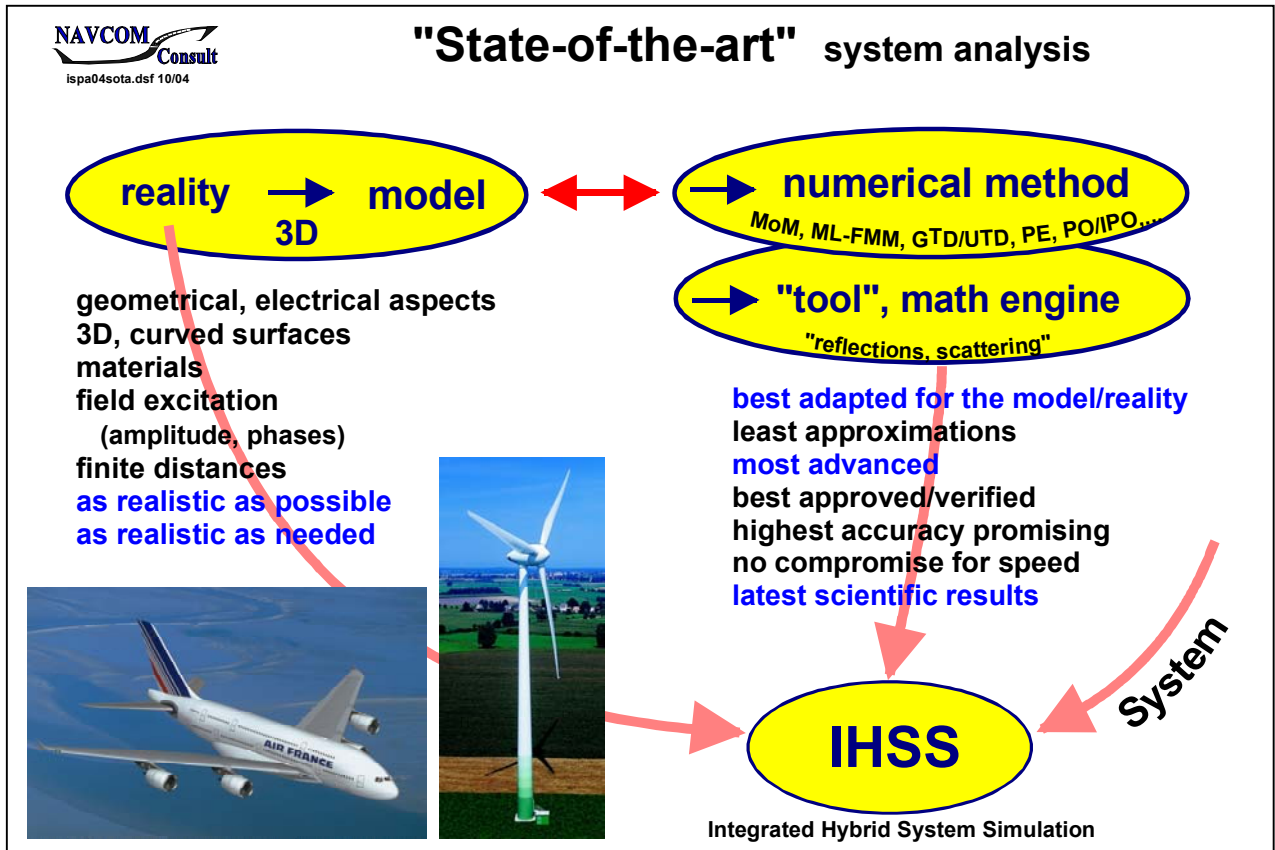 NAVCOM
Consult
ispa04sota.dsf 10/04
"State-of-the-art" system analysis
reality model
3D
numerical method
MoM, ML-FMM, GTD/UTD, PE, PO/IPO,....
"tool", math engine
"reflections, scattering"
geometrical, electrical aspects
3D, curved surfaces
materials
field excitation
(amplitude, phases)
finite distances
as realistic as possible
as realistic as needed
best adapted for the model/reality
least approximations
most advanced
best approved/verified
highest accuracy promising
no compromise for speed
latest scientific results
AIR FRANCE
System
IHSS
Integrated Hybrid System Simulation